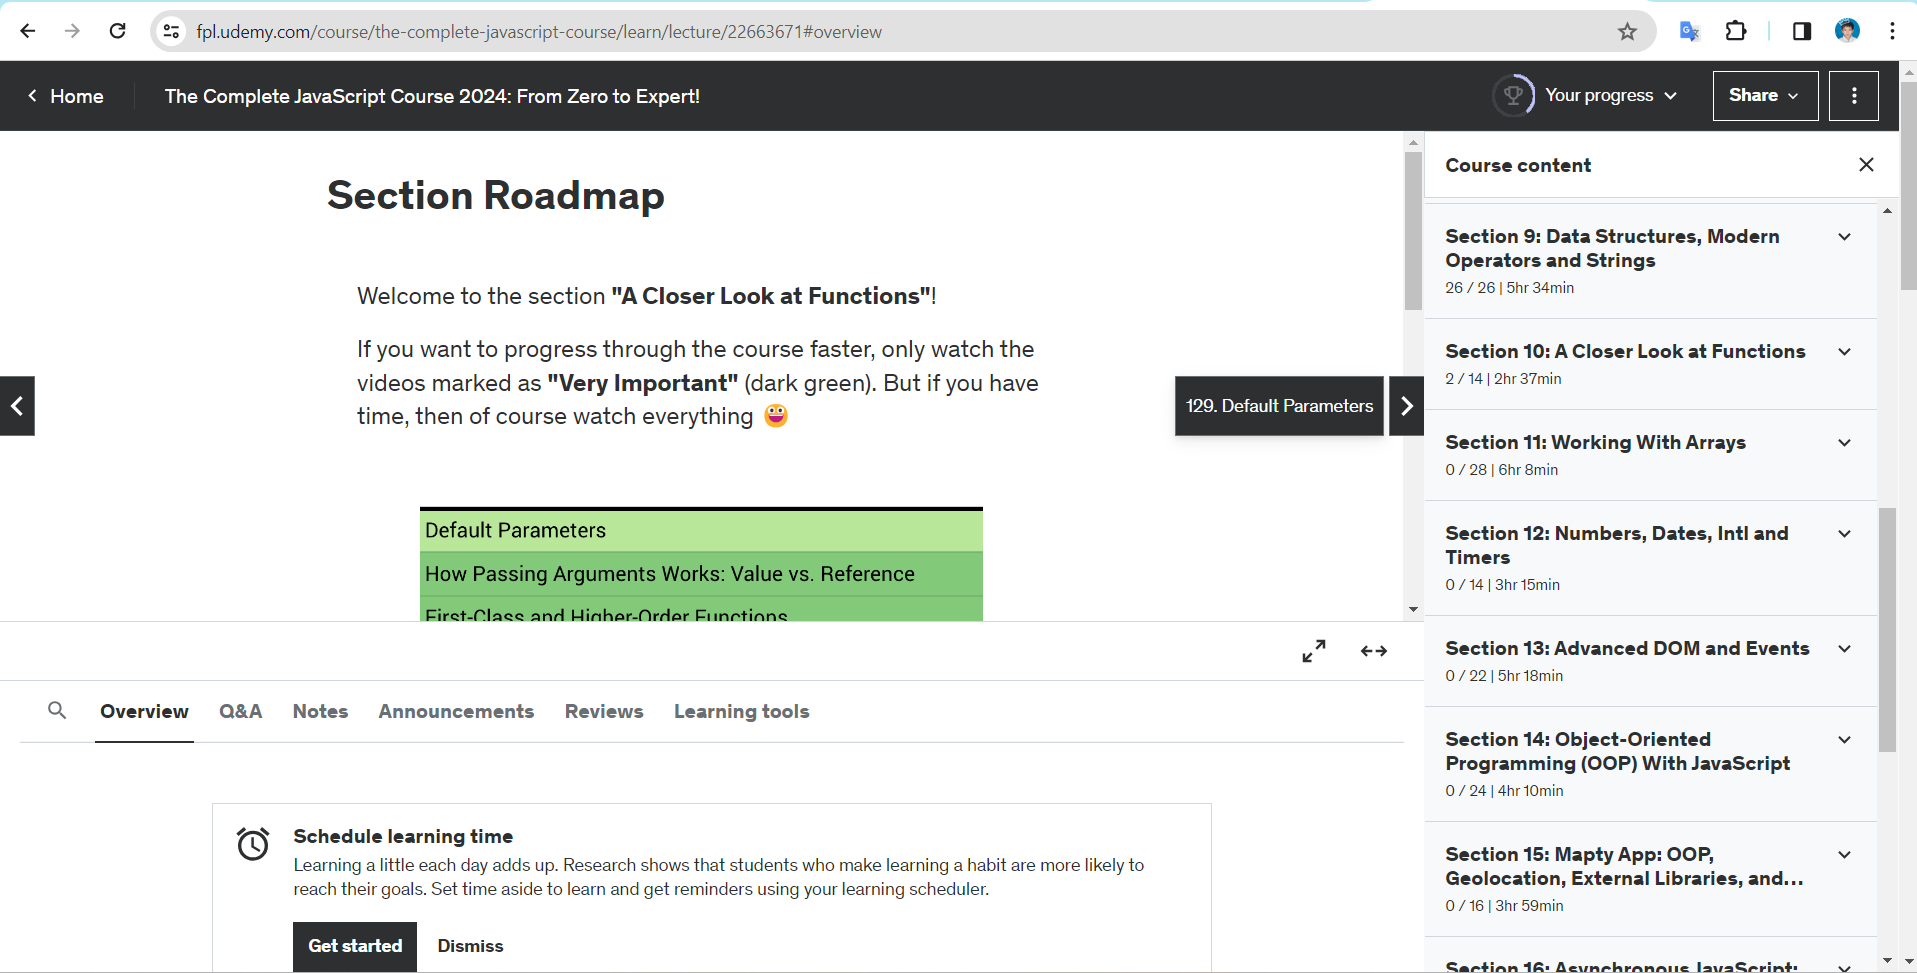 fpl.udemy.com/course/the-complete-javascript-course/learn/lecture/22663671#overview
Home
The Complete JavaScript Course 2024: From Zero to Expert!
Your progress
Share
Section Roadmap
Welcome to the section "A Closer Look at Functions"!
If you want to progress through the course faster, only watch the
videos marked as "Very Important" (dark green). But if you have
time, then of course watch everything 😀
129. Default Parameters
Default Parameters
How Passing Arguments Works: Value vs. Reference
First-Class and Higher-Order Functions
Overview
Q&A
Notes
Announcements
Reviews
Learning tools
Schedule learning time
Learning a little each day adds up. Research shows that students who make learning a habit are more likely to
reach their goals. Set time aside to learn and get reminders using your learning scheduler.
Get started
Dismiss
Course content
Section 9: Data Structures, Modern
Operators and Strings
26 / 26 | 5hr 34min
Section 10: A Closer Look at Functions
2 / 14 | 2hr 37min
Section 11: Working With Arrays
0 / 28 | 6hr 8min
Section 12: Numbers, Dates, Intl and
Timers
0 / 14 | 3hr 15min
Section 13: Advanced DOM and Events
0 / 22 | 5hr 18min
Section 14: Object-Oriented
Programming (OOP) With JavaScript
0 / 24 | 4hr 10min
Section 15: Mapty App: OOP,
Geolocation, External Libraries, and...
0 / 16 | 3hr 59min
Section 16: Asynchronous JavaScript: